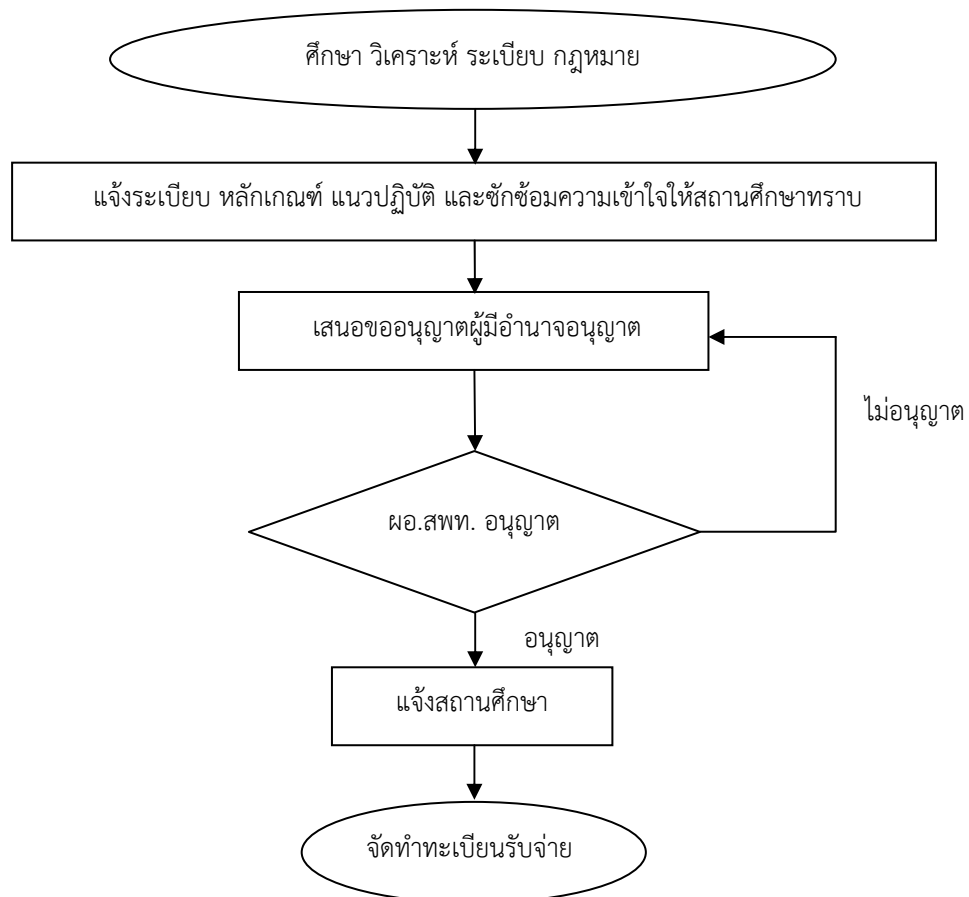 ศึกษา วิเคราะห์ ระเบียบ กฎหมาย
แจ้งระเบียบ หลักเกณฑ์ แนวปฏิบัติ และซักซ้อมความเข้าใจให้สถานศึกษาทราบ
เสนอขออนุญาตผู้มีอำนาจอนุญาต
ไม่อนุญาต
ผอ.สพท. อนุญาต
อนุญาต
แจ้งสถานศึกษา
จัดทำทะเบียนรับจ่าย